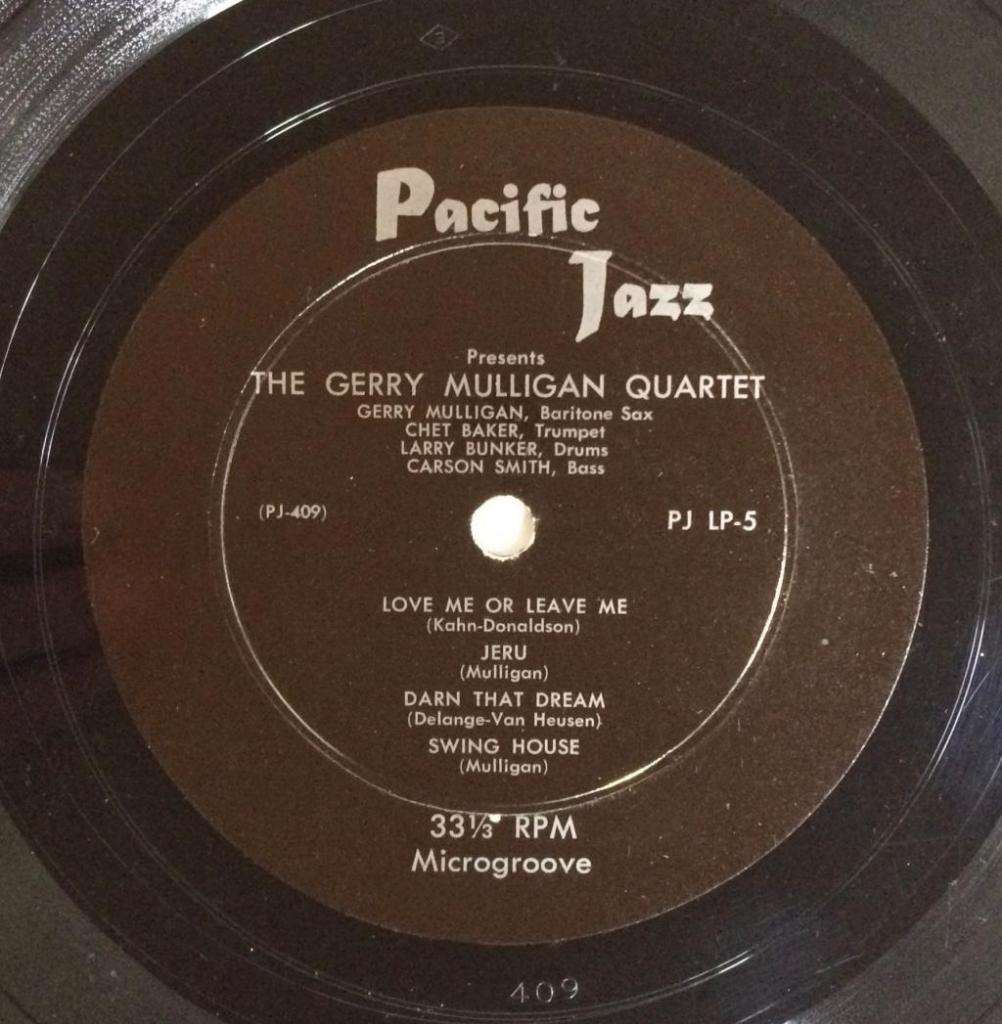 Pacific
Jazz
Presents
THE GERRY MULLIGAN QUARTET
GERRY MULLIGAN, Baritone Sax
CHET BAKER, Trumpet
LARRY BUNKER, Drums
CARSON SMITH, Bass
(PJ-409)
PJ LP-5
LOVE ME OR LEAVE ME
(Kahn-Donaldson)
JERU
(Mulligan)
DARN THAT DREAM
(Delange-Van Heusen)
SWING HOUSE
(Mulligan)
33⅓ RPM
Microgroove
409